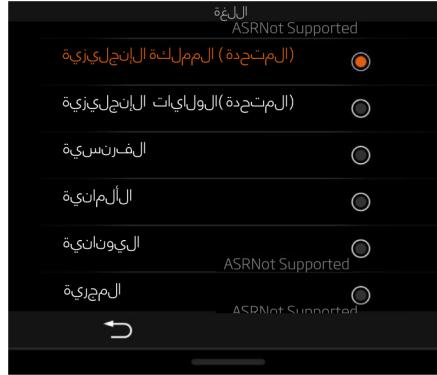 اللغة
ASRNot Supported
(المتحدة ) المملكة الإنجليزية
(المتحدة )الولايات الإنجليزية
الفرنسية
الألمانية
اليونانية
ASRNot Supported
المجرية
ASRNot Supported